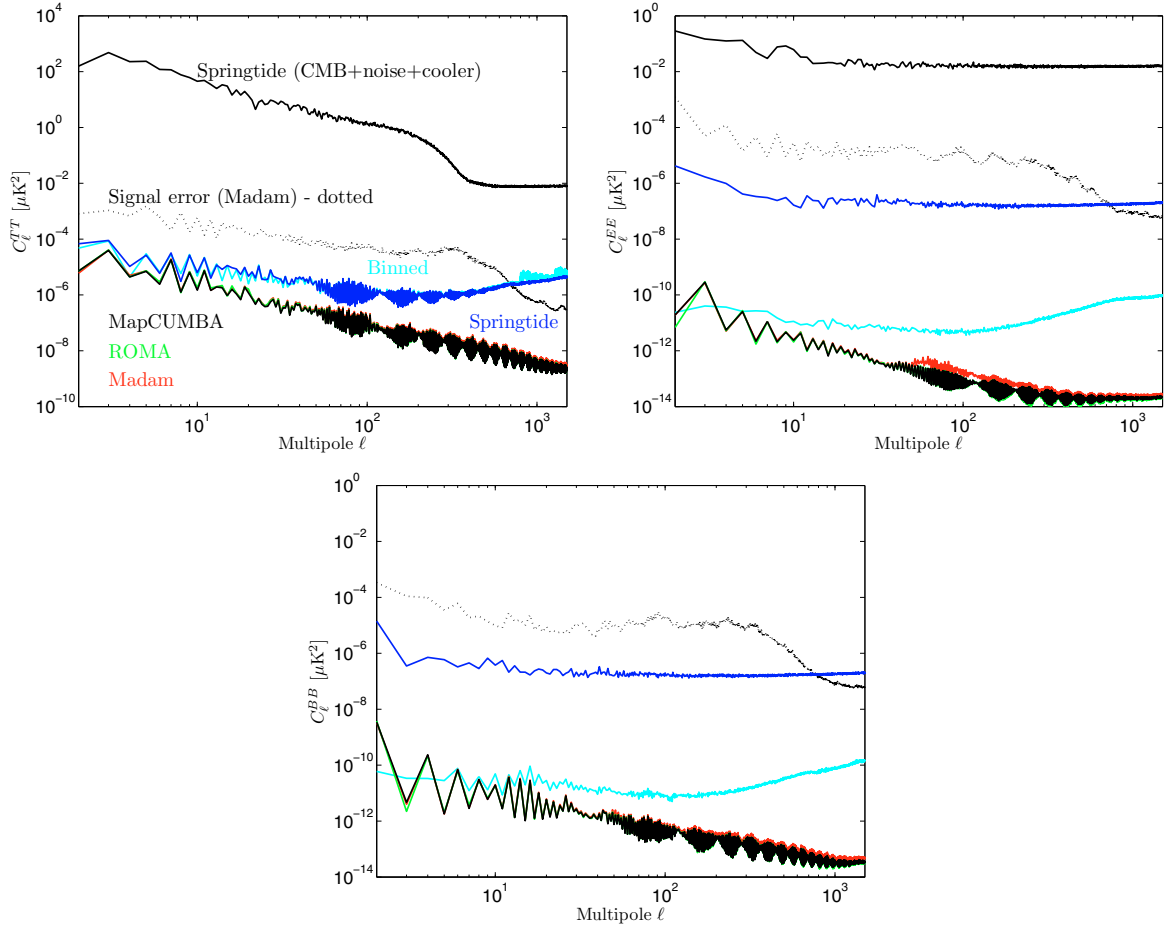 10^4
10^2
10^0
10^{-2}
10^{-4}
10^{-6}
10^{-8}
10^{-10}
C_ℓ^{TT} [μK^2]
Springtide (CMB+noise+cooler)
Signal error (Madam) - dotted
Binned
MapCUMBA
Springtide
ROMA
Madam
10^1
10^2
10^3
Multipole ℓ
10^0
10^{-2}
10^{-4}
10^{-6}
10^{-8}
10^{-10}
10^{-12}
10^{-14}
C_ℓ^{EE} [μK^2]
10^1
10^2
10^3
Multipole ℓ
10^0
10^{-2}
10^{-4}
10^{-6}
10^{-8}
10^{-10}
10^{-12}
10^{-14}
C_ℓ^{BB} [μK^2]
10^1
10^2
10^3
Multipole ℓ